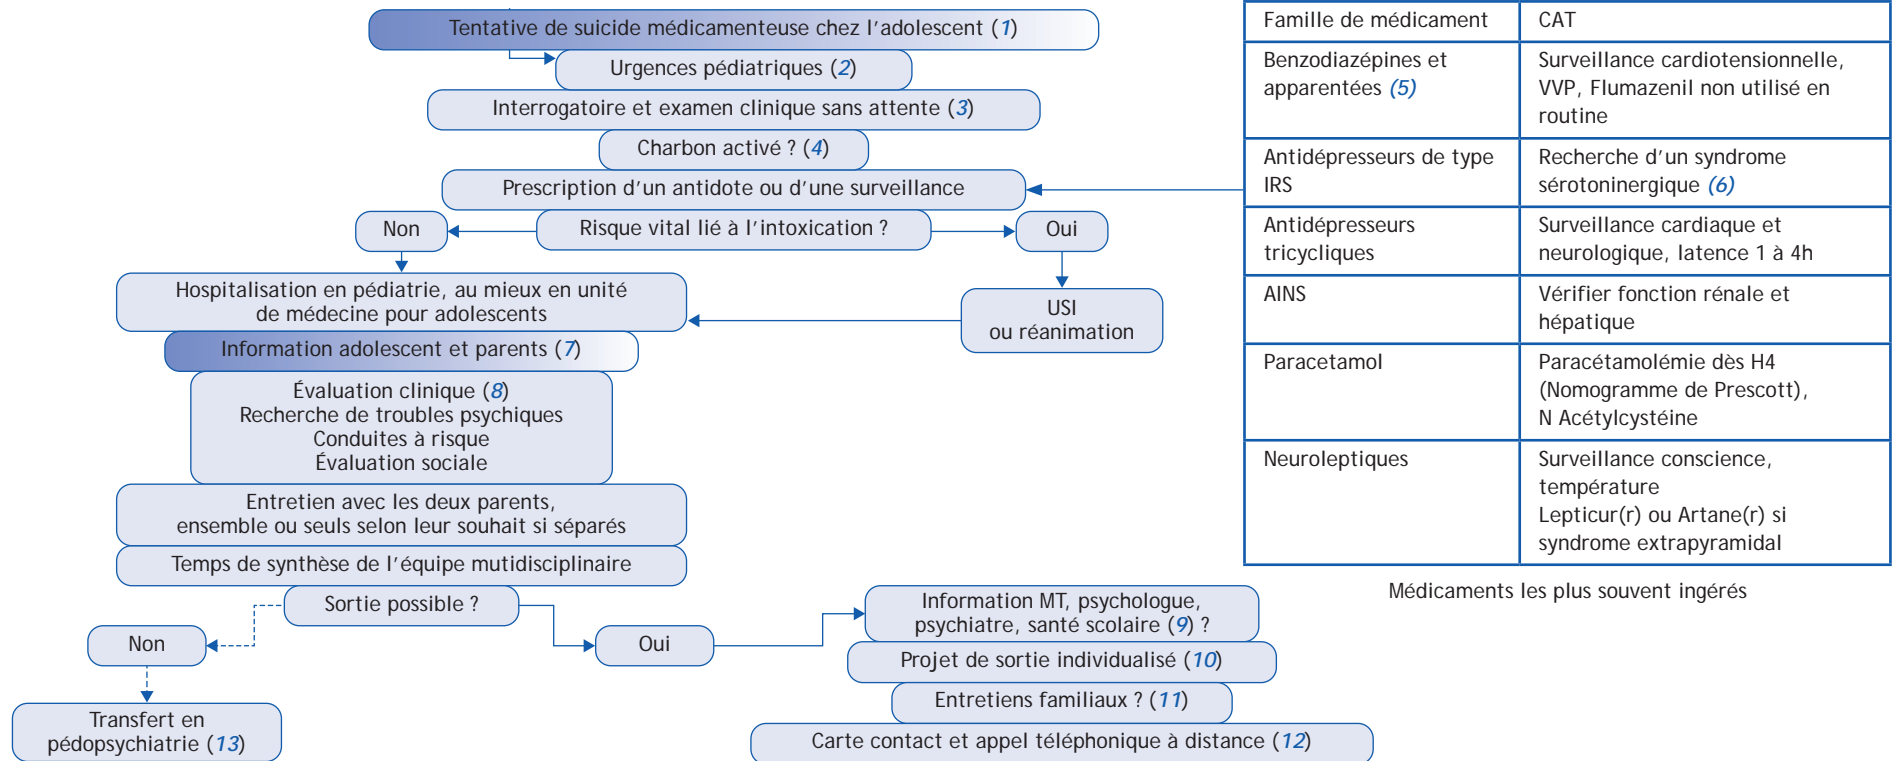 Tentative de suicide médicamenteuse chez l'adolescent (1)
Urgences pédiatriques (2)
Interrogatoire et examen clinique sans attente (3)
Charbon activé ? (4)
Prescription d'un antidote ou d'une surveillance
Non
Risque vital lié à l'intoxication ?
Oui
Hospitalisation en pédiatrie, au mieux en unité
de médecine pour adolescents
USI
ou réanimation
Information adolescent et parents (7)
Évaluation clinique (8)
Recherche de troubles psychiques
Conduites à risque
Évaluation sociale
Entretien avec les deux parents,
ensemble ou seuls selon leur souhait si séparés
Temps de synthèse de l'équipe mutidisciplinaire
Sortie possible ?
Non
Oui
Transfert en
pédopsychiatrie (13)
Information MT, psychologue,
psychiatre, santé scolaire (9) ?
Projet de sortie individualisé (10)
Entretiens familiaux ? (11)
Carte contact et appel téléphonique à distance (12)
Famille de médicament
CAT
Benzodiazépines et
apparentées (5)
Surveillance cardiotensionnelle,
VVP, Flumazenil non utilisé en
routine
Antidépresseurs de type
IRS
Recherche d'un syndrome
sérotoninergique (6)
Antidépresseurs
tricycliques
Surveillance cardiaque et
neurologique, latence 1 à 4h
AINS
Vérifier fonction rénale et
hépatique
Paracetamol
Paracétamolémie dès H4
(Nomogramme de Prescott),
N Acétylcystéine
Neuroleptiques
Surveillance conscience,
température
Lepticur(r) ou Artane(r) si
syndrome extrapyramidal
Médicaments les plus souvent ingérés